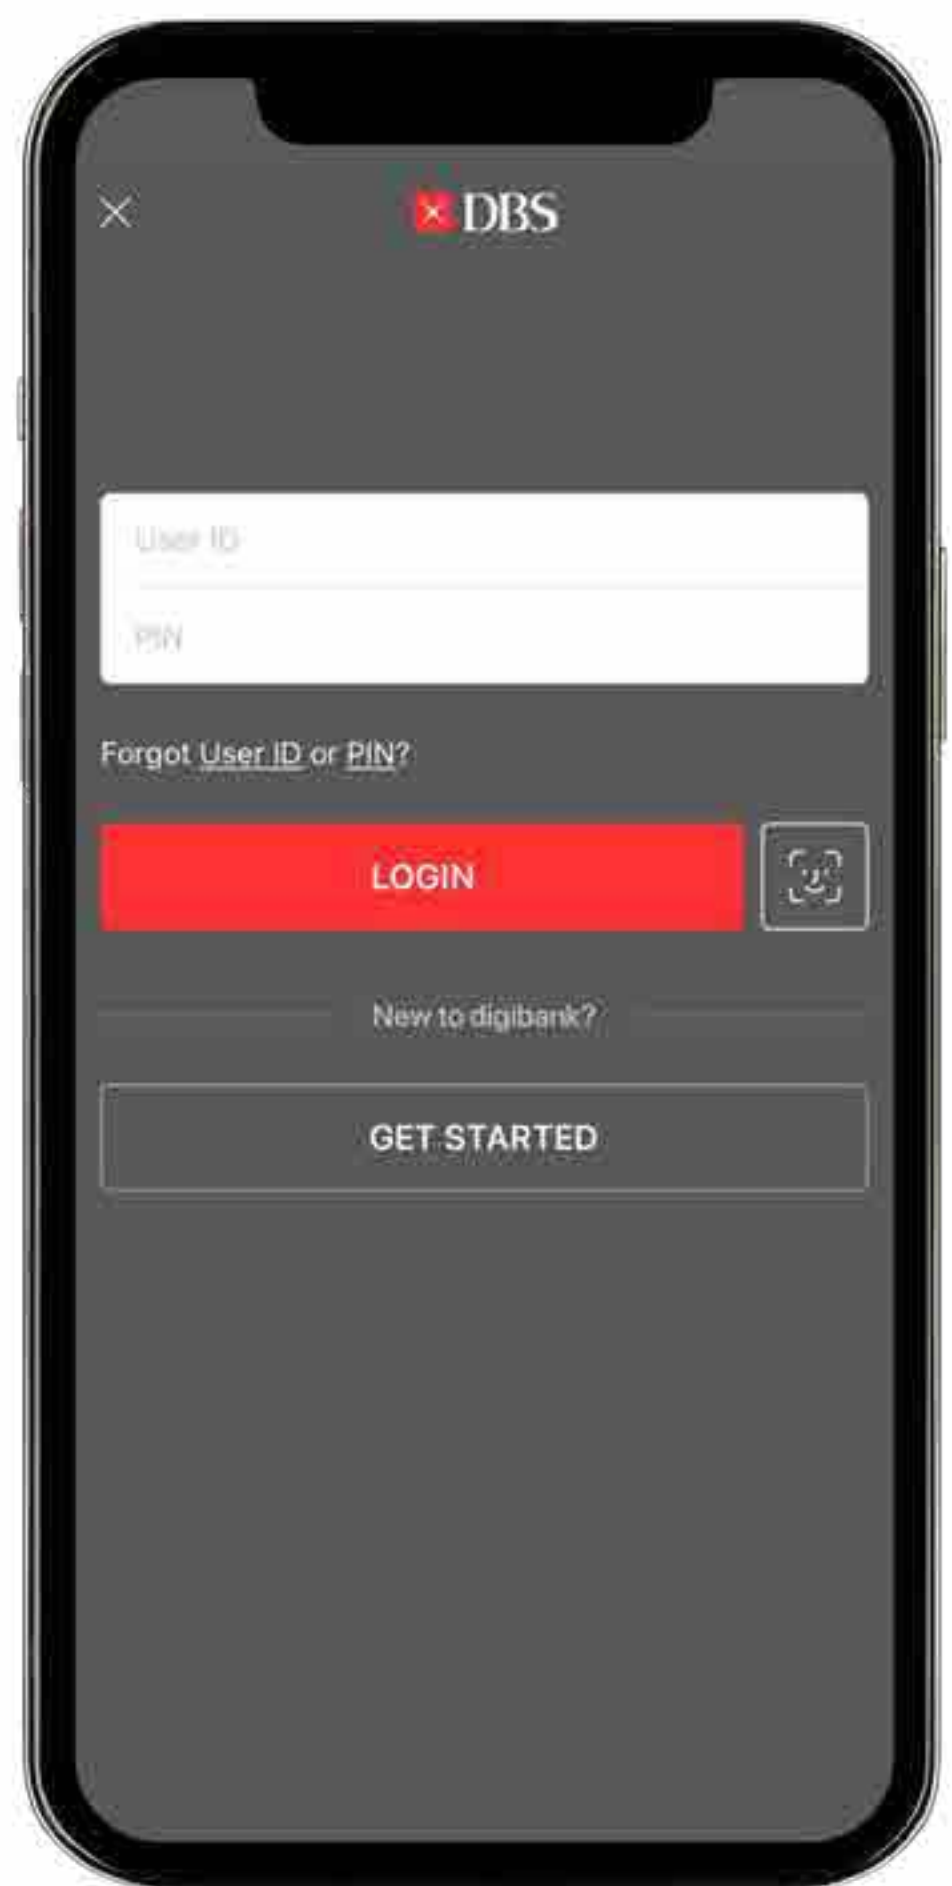 DBS
User ID
PIN
Forgot User ID or PIN?
LOGIN
New to digibank?
GET STARTED